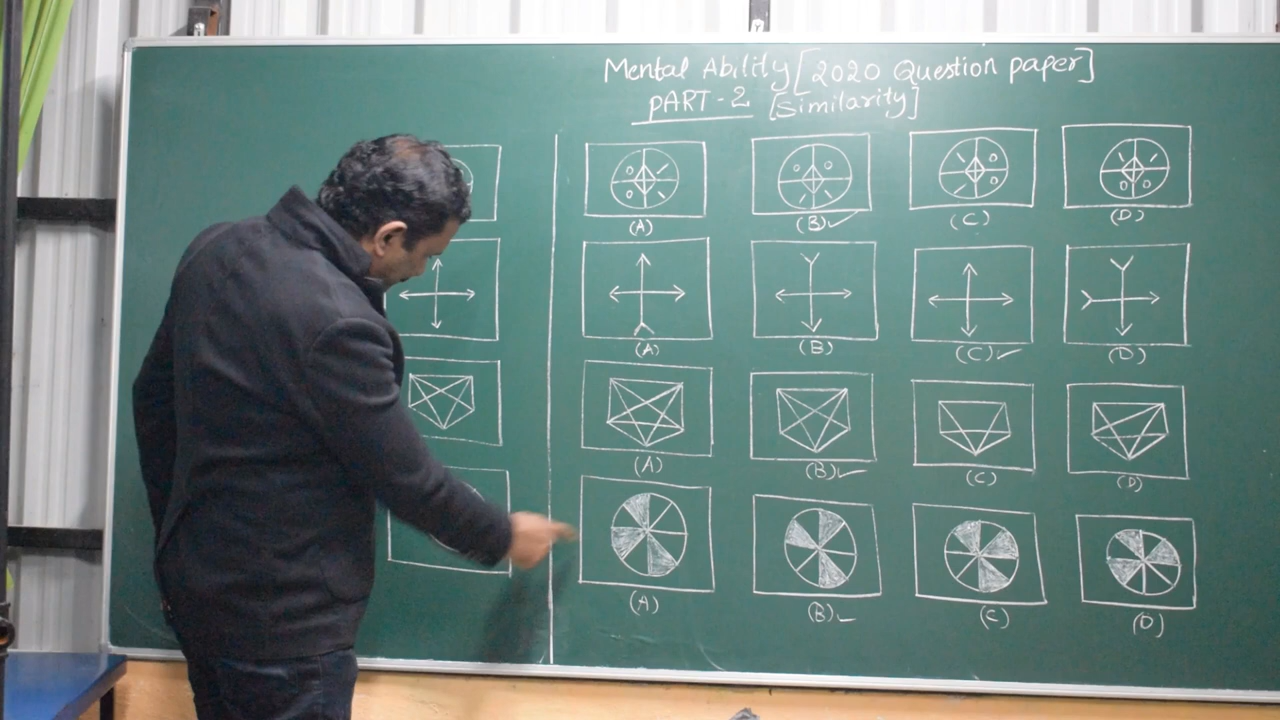 Mental Ability [2020 Question paper]
PART-2 [Similarity]
(A) (B)✓ (C) (D)
(A) (B) (C)✓ (D)
(A) (B)✓ (C) (D)
(A) (B)✓ (C) (D)